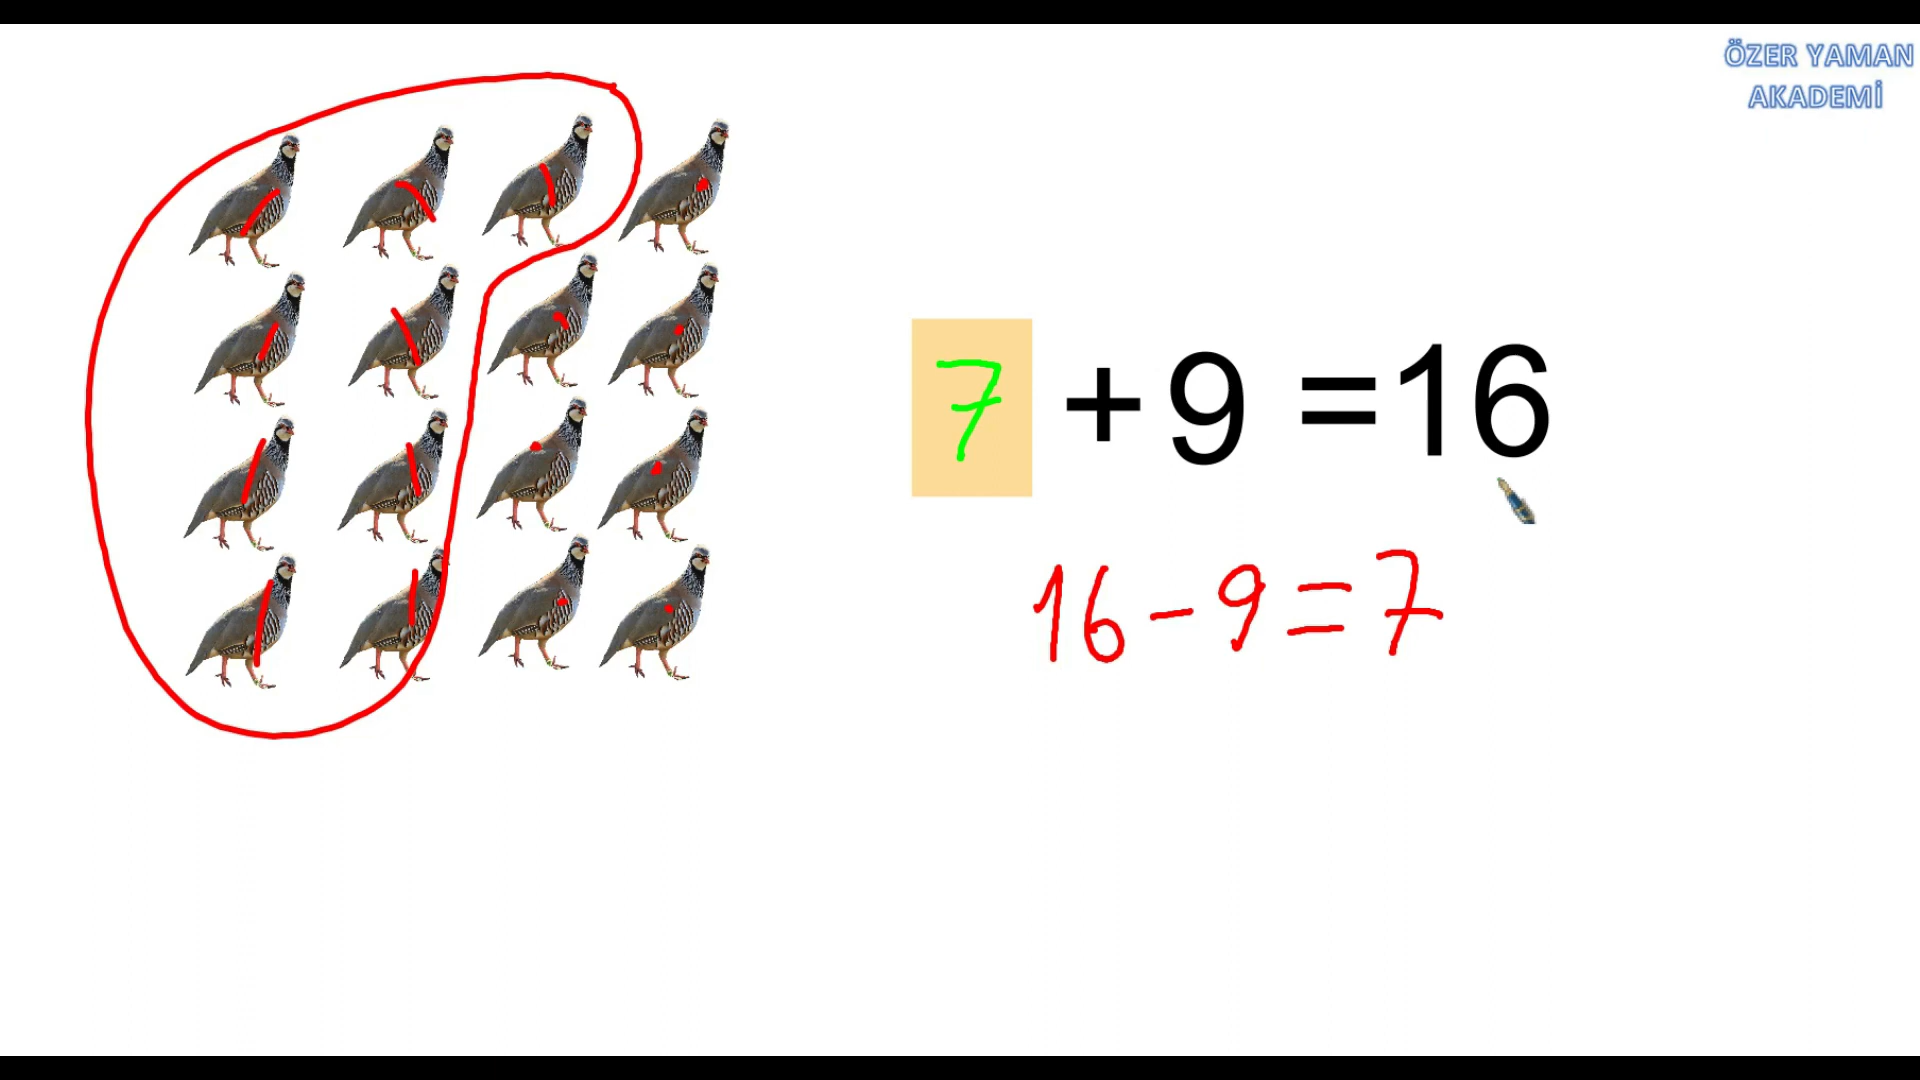 ÖZER YAMAN
AKADEMİ
7 + 9 = 16
16 - 9 = 7